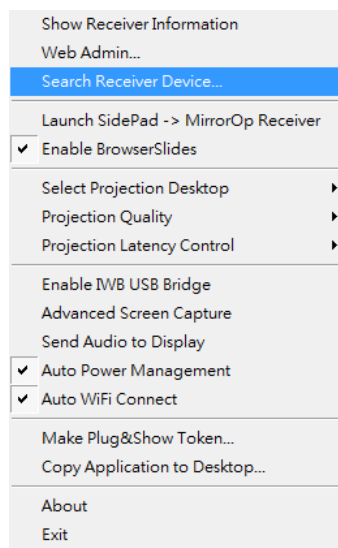 Show Receiver Information
Web Admin...
Search Receiver Device...
Launch SidePad -> MirrorOp Receiver
Enable BrowserSlides
Select Projection Desktop
Projection Quality
Projection Latency Control
Enable IWB USB Bridge
Advanced Screen Capture
Send Audio to Display
Auto Power Management
Auto WiFi Connect
Make Plug&Show Token...
Copy Application to Desktop...
About
Exit